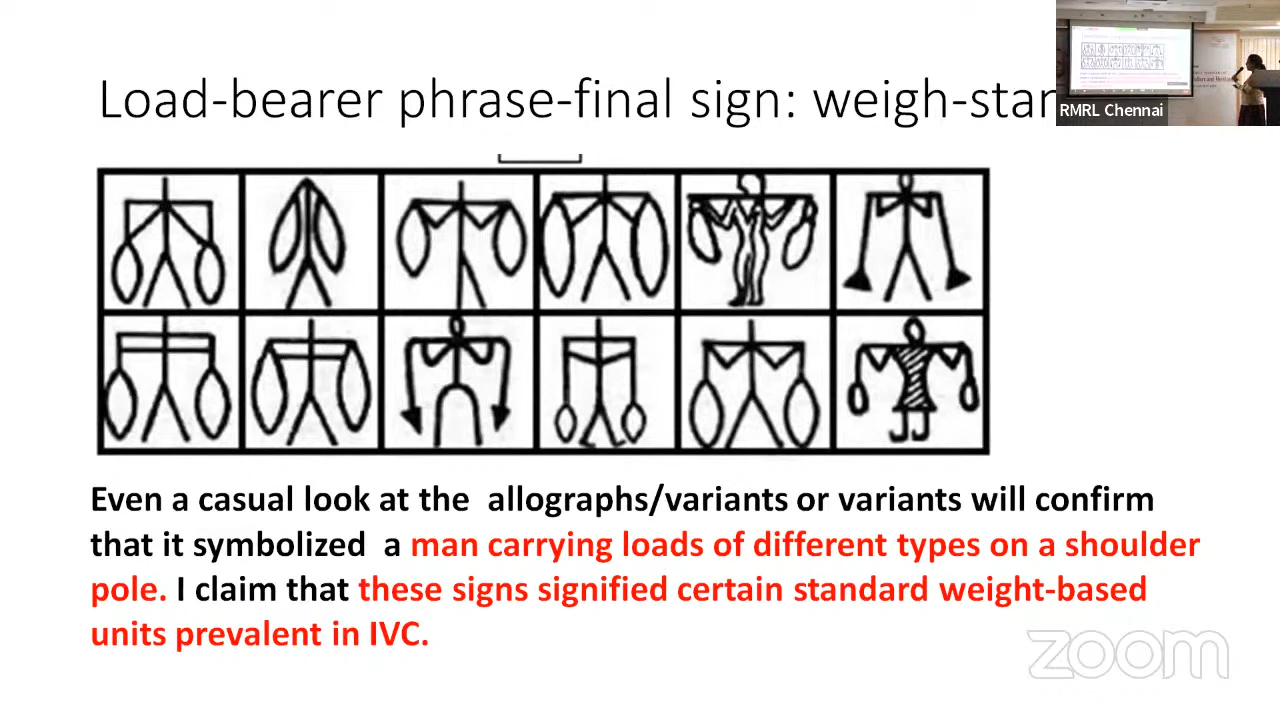 Load-bearer phrase-final sign: weigh-star
RMRL Chennai
Even a casual look at the allographs/variants or variants will confirm
that it symbolized a man carrying loads of different types on a shoulder
pole. I claim that these signs signified certain standard weight-based
units prevalent in IVC.
zoom